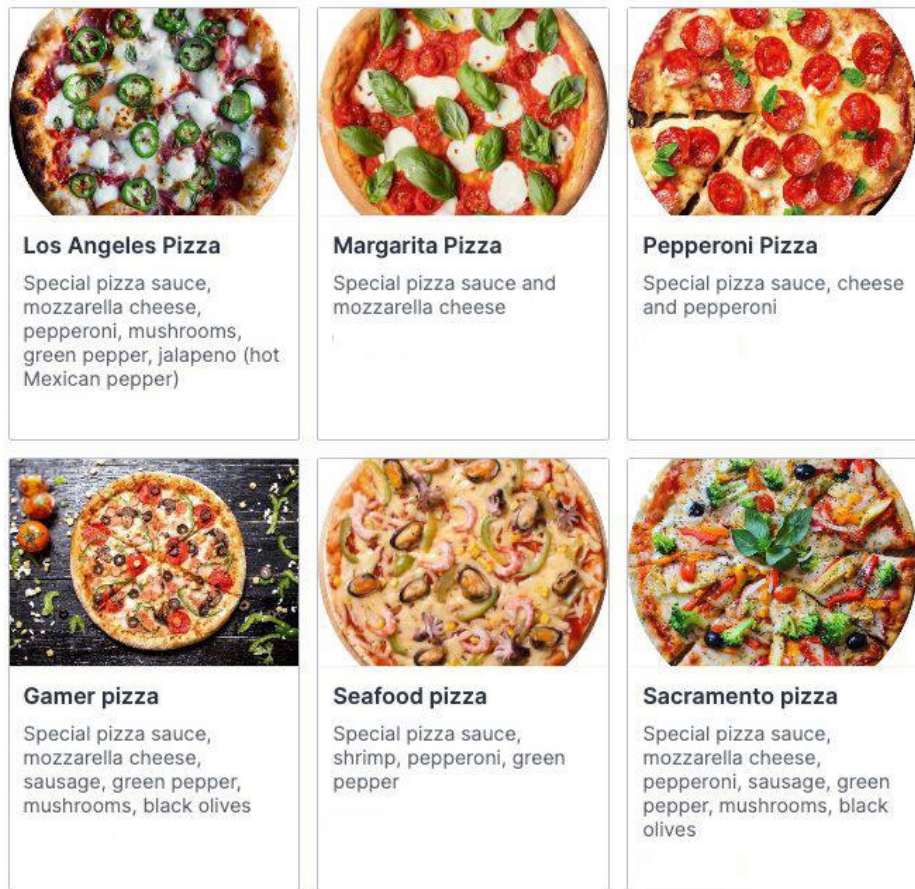 Los Angeles Pizza
Special pizza sauce,
mozzarella cheese,
pepperoni, mushrooms,
green pepper, jalapeno (hot
Mexican pepper)
Margarita Pizza
Special pizza sauce and
mozzarella cheese
Pepperoni Pizza
Special pizza sauce, cheese
and pepperoni
Gamer pizza
Special pizza sauce,
mozzarella cheese,
sausage, green pepper,
mushrooms, black olives
Seafood pizza
Special pizza sauce,
shrimp, pepperoni, green
pepper
Sacramento pizza
Special pizza sauce,
mozzarella cheese,
pepperoni, sausage, green
pepper, mushrooms, black
olives